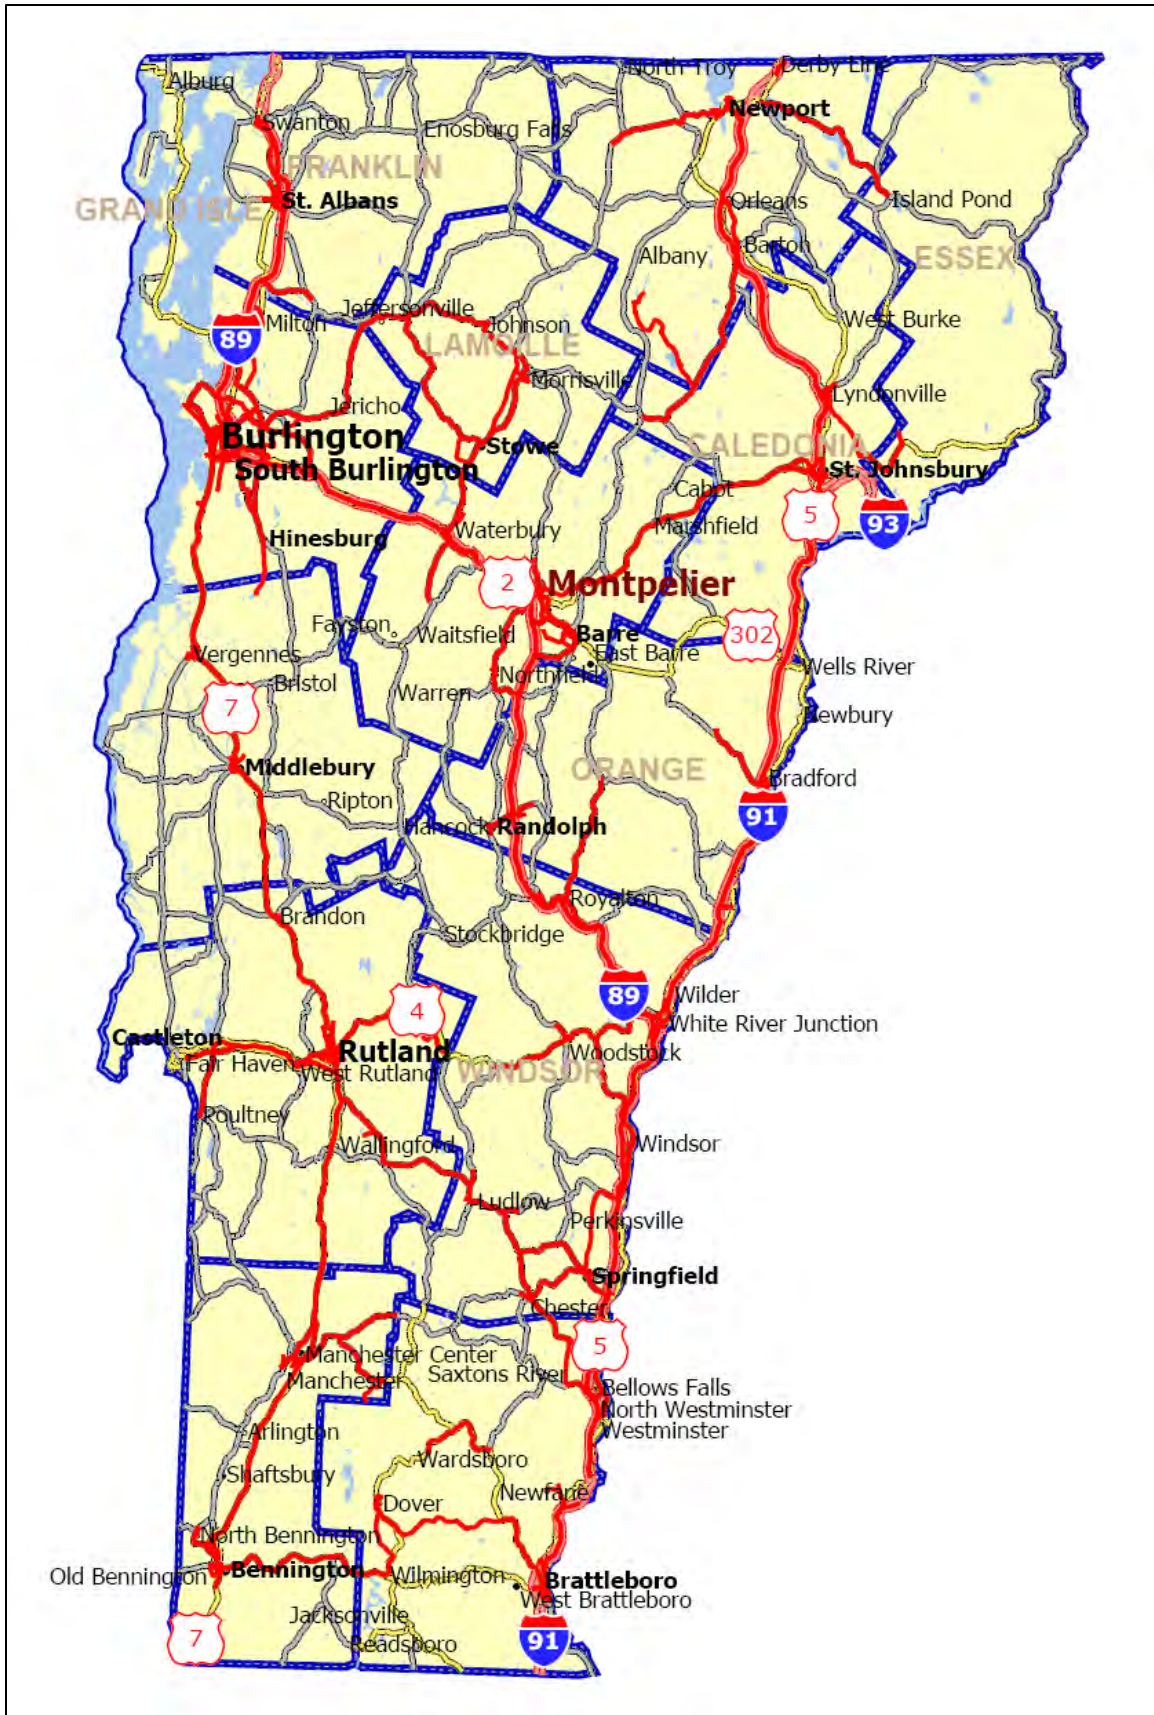 North Troy
Derby Line
Alburg
Newport
Swanton
Enosburg Falls
FRANKLIN
St. Albans
Island Pond
Orleans
GRAND ISLE
Barton
Albany
ESSEX
Jeffersonville
Milton
Johnson
West Burke
89
LAMOILLE
Morrisville
Lyndonville
Jericho
Burlington
CALEDONIA
Stowe
South Burlington
St. Johnsbury
Cabot
5
93
Marshfield
Waterbury
Hinesburg
2
Montpelier
Fayston
Waitsfield
Barre
302
East Barre
Vergennes
Wells River
Northfield
Bristol
Warren
7
Newbury
Middlebury
ORANGE
Bradford
Ripton
91
Hancock
Randolph
Royalton
Brandon
Stockbridge
89
Wilder
4
White River Junction
Castleton
Rutland
Woodstock
Fair Haven
West Rutland
WINDSOR
Poultney
Wallingford
Windsor
Ludlow
Perkinsville
Springfield
Chester
5
Manchester Center
Saxtons River
Manchester
Bellows Falls
North Westminster
Westminster
Arlington
Wardsboro
Shaftsbury
Newfane
Dover
North Bennington
Bennington
Old Bennington
Wilmington
Brattleboro
West Brattleboro
Jacksonville
7
91
Readsboro